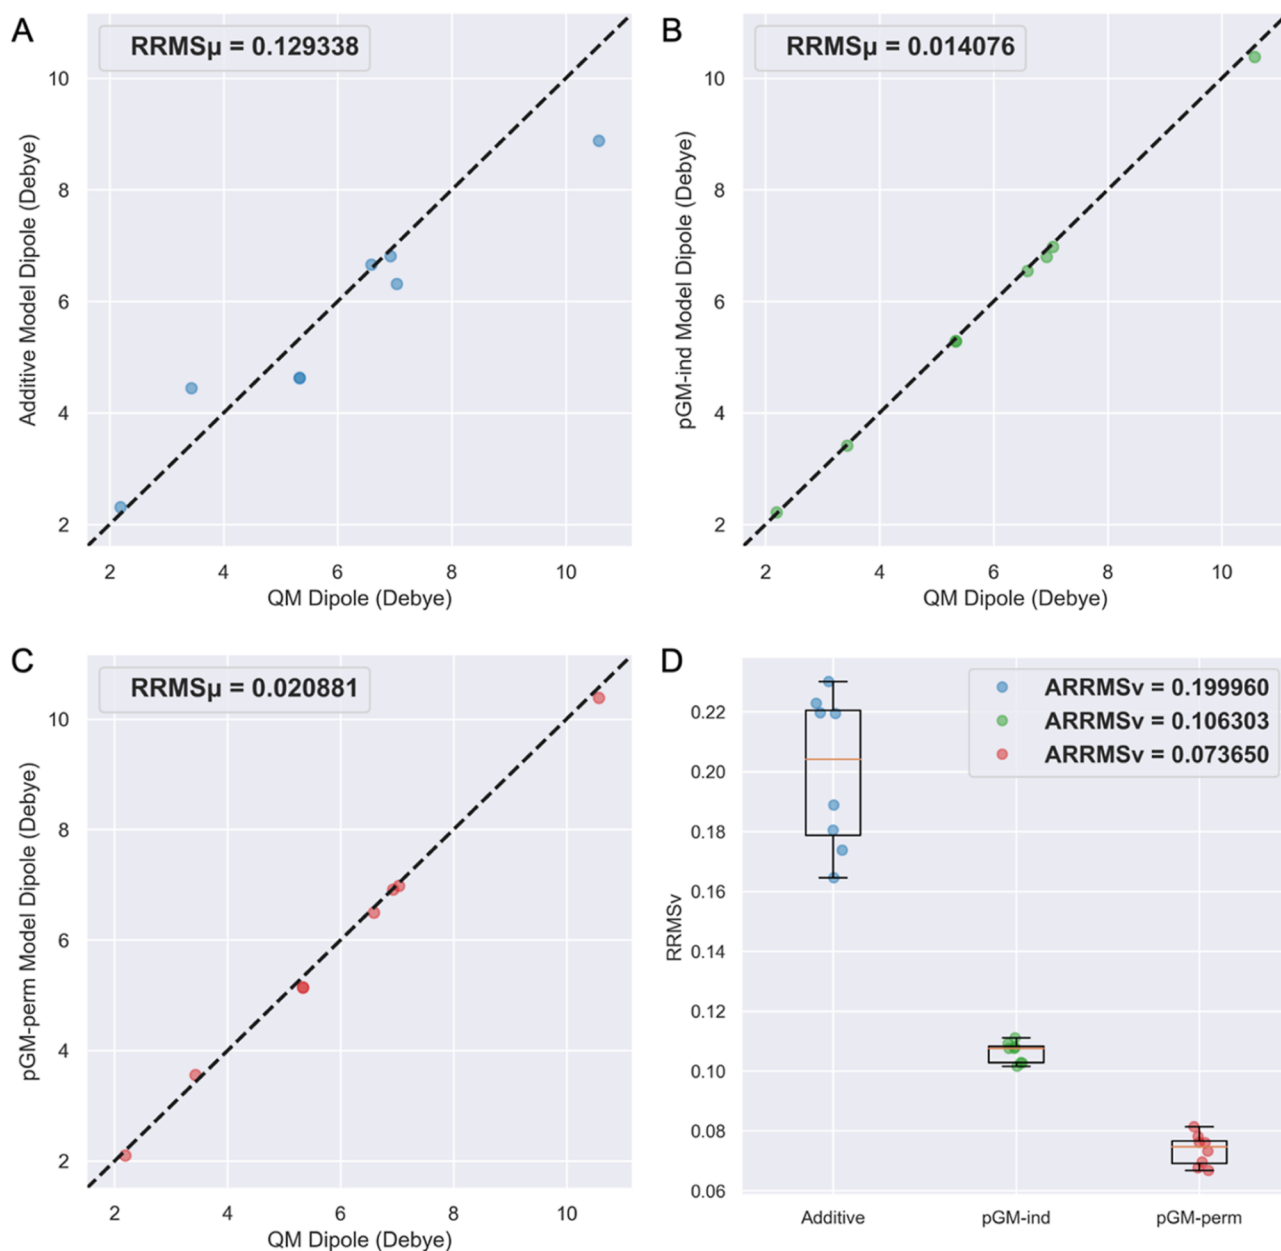 A
RRMSμ = 0.129338
Additive Model Dipole (Debye)
10
8
6
4
2
2 4 6 8 10
QM Dipole (Debye)
B
RRMSμ = 0.014076
pGM-ind Model Dipole (Debye)
10
8
6
4
2
2 4 6 8 10
QM Dipole (Debye)
C
RRMSμ = 0.020881
pGM-perm Model Dipole (Debye)
10
8
6
4
2
2 4 6 8 10
QM Dipole (Debye)
D
ARRMSv = 0.199960
ARRMSv = 0.106303
ARRMSv = 0.073650
RRMSv
0.22
0.20
0.18
0.16
0.14
0.12
0.10
0.08
0.06
Additive pGM-ind pGM-perm